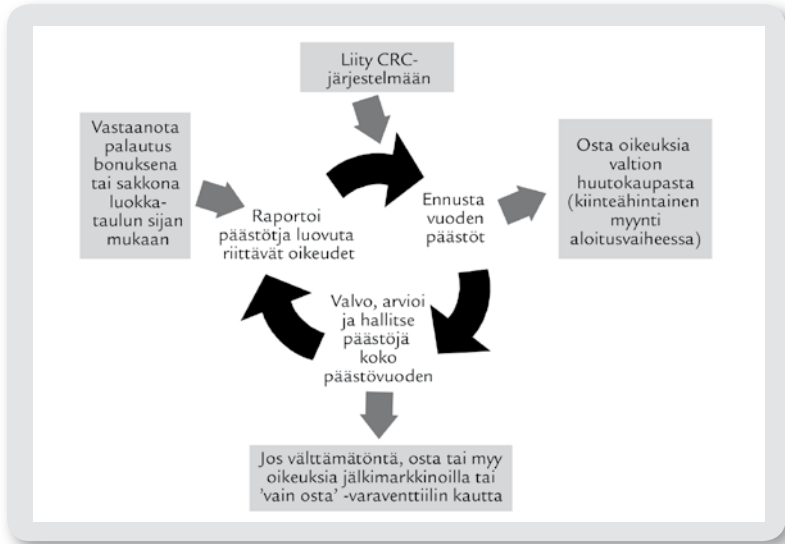 Liity CRC-
järjestelmään
Vastaanota
palautus
bonuksena
tai sakkona
luokka-
taulun sijan
mukaan
Raportoi
päästötja luovuta
riittävät oikeudet
Ennusta
vuoden
päästöt
Osta oikeuksia
valtion
huutokaupasta
(kiinteähintainen
myynti
aloitusvaiheessa)
Valvo, arvioi
ja hallitse
päästöjä
koko
päästövuoden
Jos välttämätöntä, osta tai myy
oikeuksia jälkimarkkinoilla tai
’vain osta’ -varaventtiilin kautta